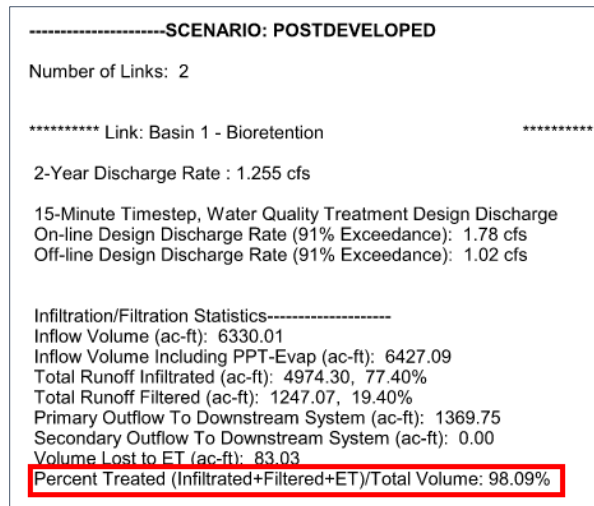 ----------------------SCENARIO: POSTDEVELOPED
Number of Links: 2
********** Link: Basin 1 - Bioretention **********
2-Year Discharge Rate : 1.255 cfs
15-Minute Timestep, Water Quality Treatment Design Discharge
On-line Design Discharge Rate (91% Exceedance): 1.78 cfs
Off-line Design Discharge Rate (91% Exceedance): 1.02 cfs
Infiltration/Filtration Statistics--------------------
Inflow Volume (ac-ft): 6330.01
Inflow Volume Including PPT-Evap (ac-ft): 6427.09
Total Runoff Infiltrated (ac-ft): 4974.30, 77.40%
Total Runoff Filtered (ac-ft): 1247.07, 19.40%
Primary Outflow To Downstream System (ac-ft): 1369.75
Secondary Outflow To Downstream System (ac-ft): 0.00
Volume Lost to ET (ac-ft): 83.03
Percent Treated (Infiltrated+Filtered+ET)/Total Volume: 98.09%